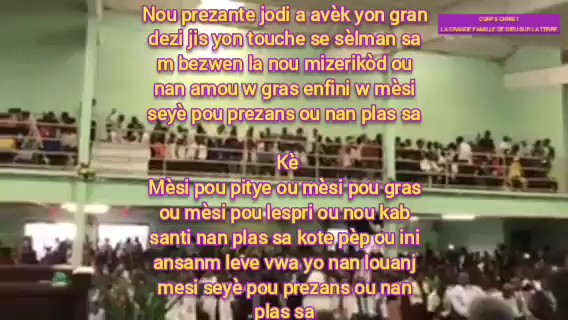 Nou prezante jodi a avèk yon gran
dezi jis yon touche se sèlman sa
m bezwen la nou mizerikòd ou
nan amou w gras enfini w mèsi
seyè pou prezans ou nan plas sa
Kè
Mèsi pou pitye ou mèsi pou gras
ou mèsi pou lespri ou nou kab
santi nan plas sa kote pèp ou ini
ansanm leve vwa yo nan louanj
mesi seyè pou prezans ou nan
plas sa
CORPS CHRIST
LA GRANDE FAMILLE DE DIEU SUR LA TERRE